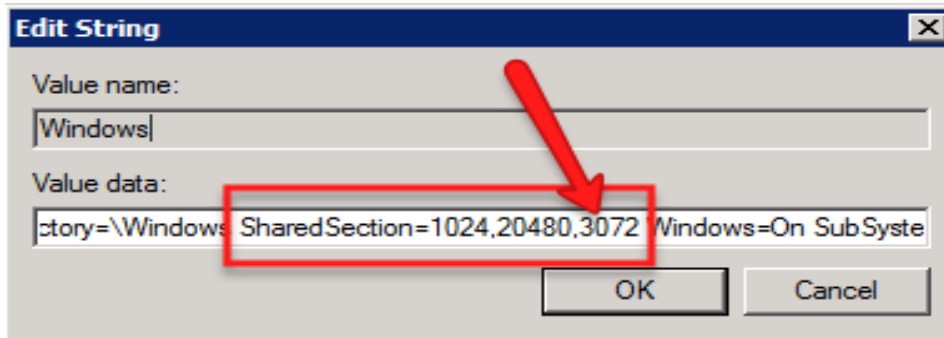 Edit String
Value name:
Windows
Value data:
ctory=\Windows SharedSection=1024,20480,3072 Windows=On SubSyste
OK Cancel